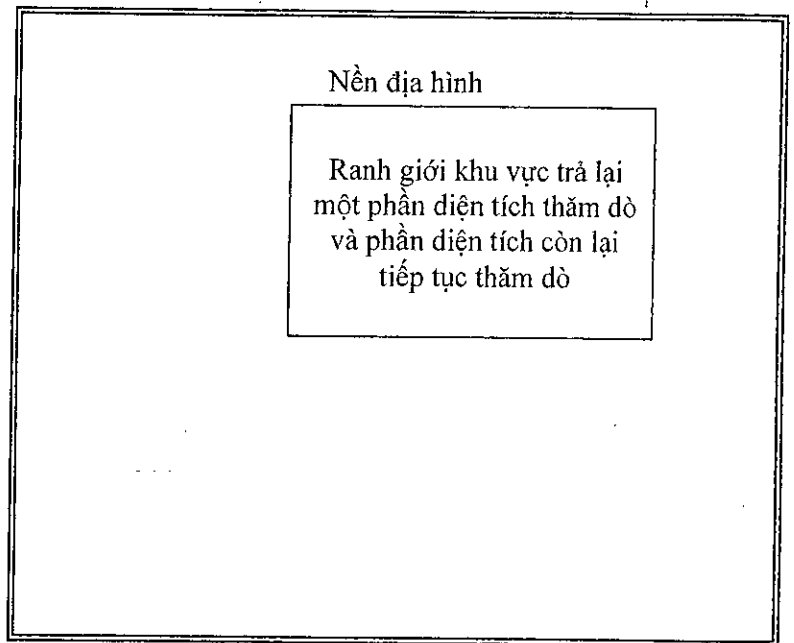 Nền địa hình
Ranh giới khu vực trả lại
một phần diện tích thăm dò
và phần diện tích còn lại
tiếp tục thăm dò